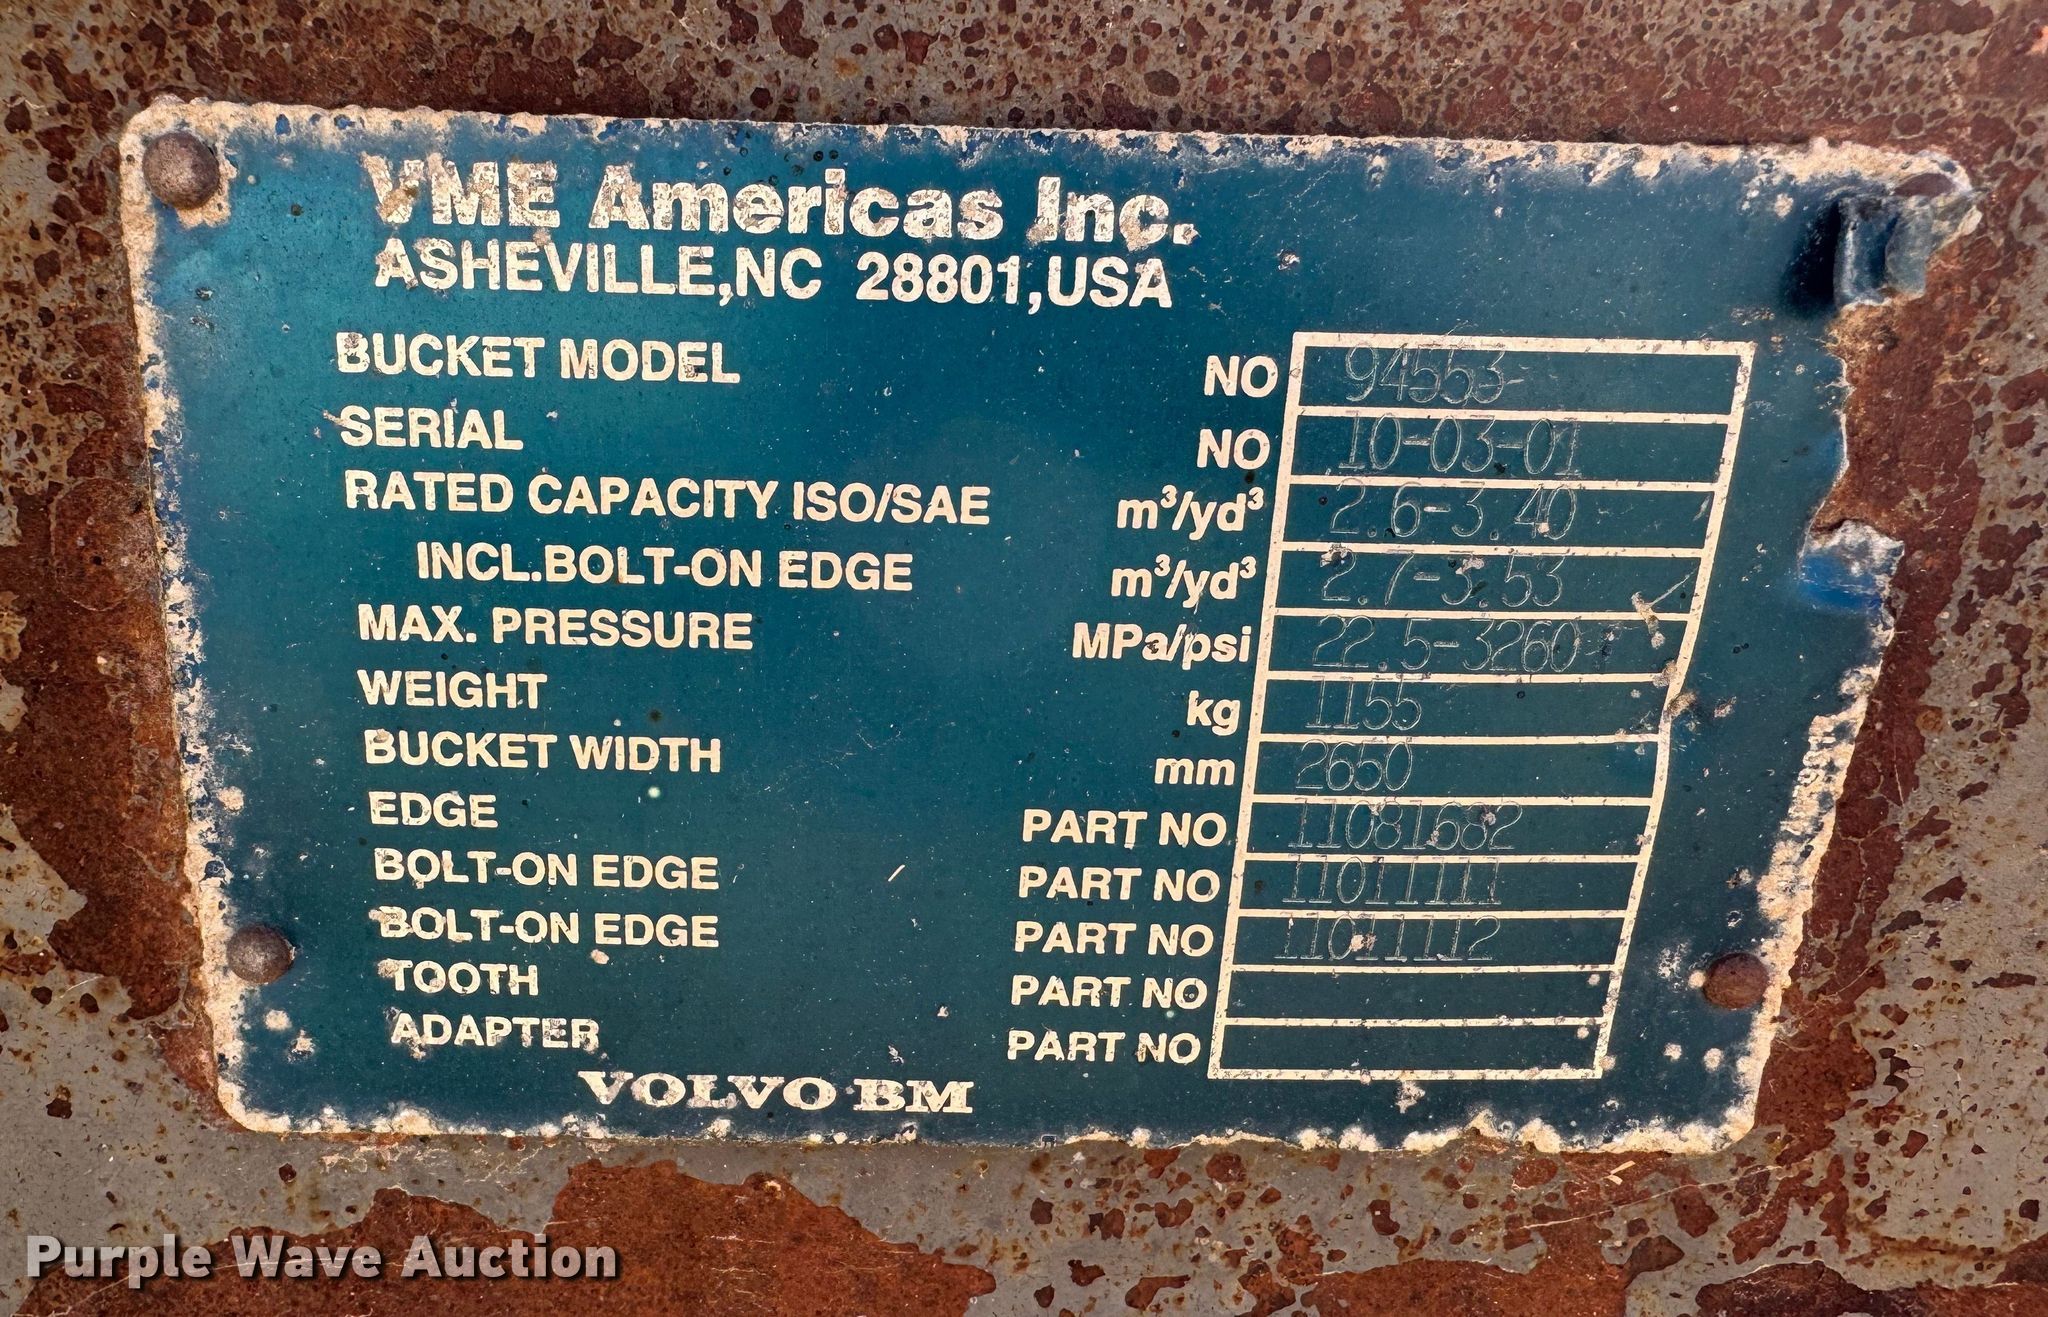 VME Americas Inc.
ASHEVILLE,NC 28801,USA
BUCKET MODEL NO 94553
SERIAL NO 10-03-01
RATED CAPACITY ISO/SAE m³/yd³ 2.6-3.40
INCL.BOLT-ON EDGE m³/yd³ 2.7-3.53
MAX. PRESSURE MPa/psi 22.5-3260
WEIGHT kg 1155
BUCKET WIDTH mm 2650
EDGE PART NO 11081682
BOLT-ON EDGE PART NO 11011111
BOLT-ON EDGE PART NO 11011112
TOOTH PART NO
ADAPTER PART NO
VOLVO BM
Purple Wave Auction